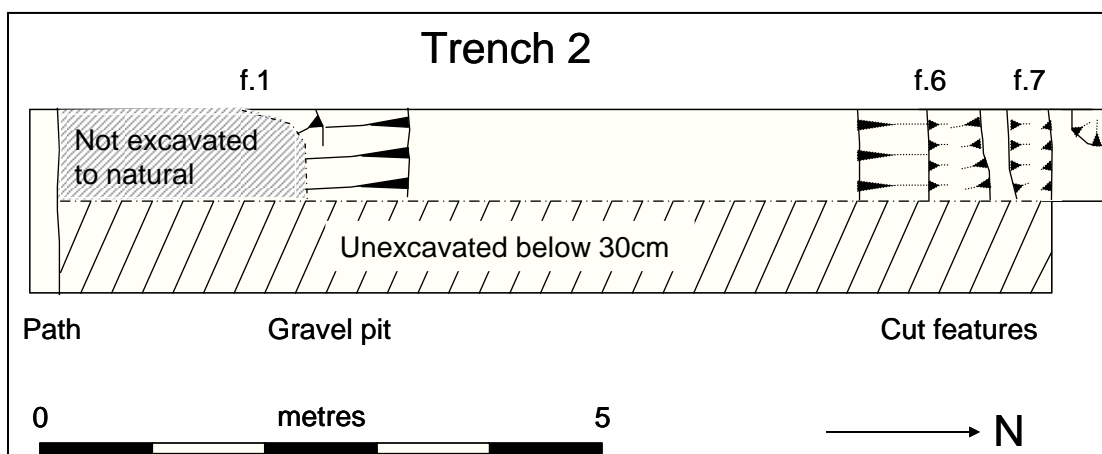 Trench 2
f.1
f.6
f.7
Not excavated
to natural
Unexcavated below 30cm
Path
Gravel pit
Cut features
0
metres
5
N